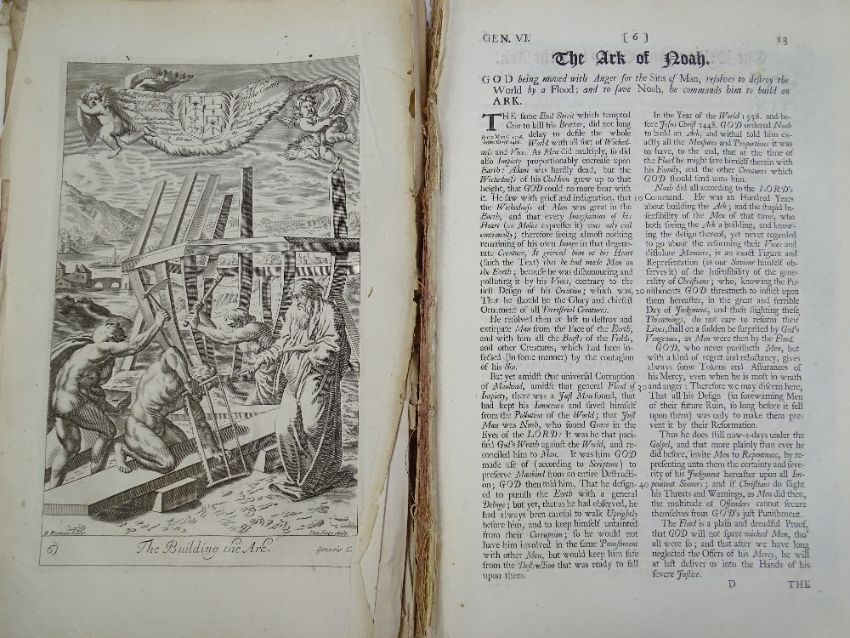 6)
The Building the Ark.
Genesis 6.
GEN. VI.
[ 6 ]
13
The Ark of Noah.
GOD being moved with Anger for the Sins of Man, resolves to destroy the
World by a Flood; and to save Noah, he commands him to build an
ARK.
THE same Evil Spirit which tempted
Cain to kill his Brother, did not long
delay to defile the whole
World with all sort of Wicked-
ness and Vice. As Men did multiply, so did
also Impiety proportionably encrease upon
Earth: Adam was hardly dead, but the
Wickedness of his Children grew up to that
height, that GOD could no more bear with
it. He saw with grief and indignation, that
the Wickedness of Man was great in the
Earth, and that every Imagination of his
Heart (as Moses expresses it) was only evil
continually; therefore seeing almost nothing
remaining of his own Image in that degene-
rate Creature, It grieved him at his Heart
(saith the Text) that he had made Man on
the Earth; because he was dishonouring and
polluting it by his Vices, contrary to the
first Design of his Creation; which was,
That he should be the Glory and chiefest
Ornament of all Terrestrial Creatures.
He resolved then at last to destroy and
extirpate Man from the Face of the Earth,
and with him all the Beasts of the Fields,
and other Creatures, which had been in-
fected (in some manner) by the contagion
of his Sin.
But yet amidst that universal Corruption
of Mankind, amidst that general Flood of
Impiety, there was a Just Man found, that
had kept his Innocence and saved himself
from the Pollution of the World; that Just
Man was Noah, who found Grace in the
Eyes of the LORD: It was he that paci-
fied God's Wrath against the World, and re-
conciled him to Man. It was him GOD
made use of (according to Scripture) to
preserve Mankind from an entire Destructi-
on; GOD then told him, That he design-
ed to punish the Earth with a general
Deluge; but yet, that as he had observed, he
had always been careful to walk Uprightly
before him, and to keep himself untainted
from their Corruption; so he would not
have him involved in the same Punishment
with other Men, but would keep him safe
from the Destruction that was ready to fall
upon them.
In the Year of the World 1556. and be-
fore Jesus Christ 2448. GOD ordered Noah
to build an Ark, and withal told him ex-
actly all the Measures and Proportions it was
to have, to the end, that at the time of
the Flood he might save himself therein with
his Family, and the other Creatures which
GOD should send unto him.
Noah did all according to the LORD's
10 Command. He was an Hundred Years
about building the Ark; and the stupid In-
sensibility of the Men of that time, who
both seeing the Ark a building, and know-
ing the design thereof, yet never regarded
to go about the reforming their Vices and
dissolute Manners, is an exact Figure and
Representation (as our Saviour himself ob-
serves it) of the Insensibility of the gene-
rality of Christians; who, knowing the Pu-
20 nishments GOD threatens to inflict upon
them hereafter, in the great and terrible
Day of Judgment, and their slighting these
Threatnings, do not care to reform their
Lives, shall on a sudden be surprised by God's
Vengeance, as Men were then by the Flood.
GOD, who never punisheth Man, but
with a kind of regret and reluctancy, gives
always some Tokens and Assurances of
his Mercy, even when he is most in wrath
30 and anger: Therefore we may discern here,
That all his Design (in forewarning Men
of their future Ruin, so long before it fell
upon them) was only to make them pre-
vent it by their Reformation.
Thus he does still now-a-days under the
Gospel, and that more plainly than ever he
did before, invite Men to Repentance, by re-
presenting unto them the certainty and seve-
rity of his Judgment hereafter upon all Im-
40 penitent Sinners; and if Christians do slight
his Threats and Warnings, as Men did then,
the multitude of Offenders cannot secure
themselves from GOD's just Punishment.
The Flood is a plain and dreadful Proof,
that GOD will not spare wicked Men, tho'
all were so; and that after we have long
neglected the Offers of his Mercy, he will
at last deliver us into the Hands of his
severe Justice.
D
THE